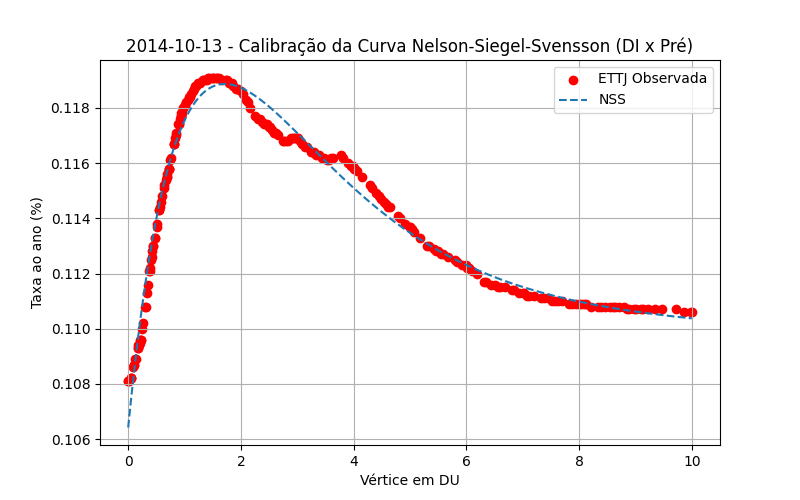 2014-10-13 - Calibração da Curva Nelson-Siegel-Svensson (DI x Pré)
ETTJ Observada
NSS
Taxa ao ano (%)
0.118
0.116
0.114
0.112
0.110
0.108
0.106
0 2 4 6 8 10
Vértice em DU